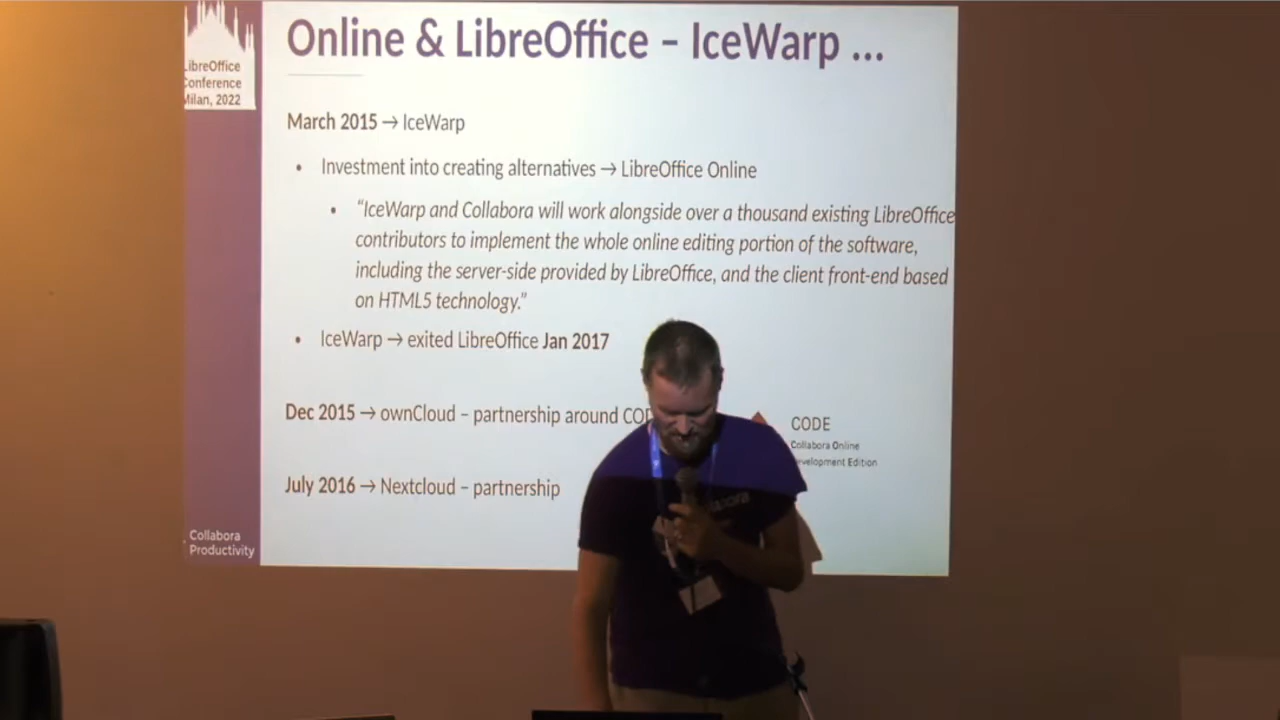 Online & LibreOffice – IceWarp ...
LibreOffice
Conference
Milan, 2022
March 2015 → IceWarp
• Investment into creating alternatives → LibreOffice Online
• “IceWarp and Collabora will work alongside over a thousand existing LibreOffice
contributors to implement the whole online editing portion of the software,
including the server-side provided by LibreOffice, and the client front-end based
on HTML5 technology.”
• IceWarp → exited LibreOffice Jan 2017
Dec 2015 → ownCloud – partnership around
CODE
Collabora Online
Edition
July 2016 → Nextcloud – partnership
Collabora
Productivity